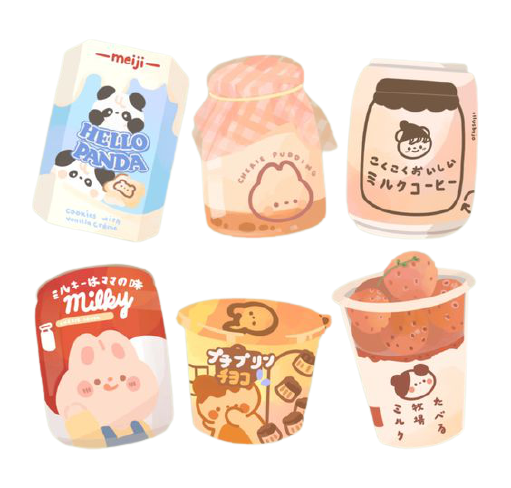 meiji
HELLO
PANDA
cookies with
vanilla crème
CHERIE PUDDING
こくこくおいしい
ミルクコーヒー
ミルキーはママの味
Milky
プチプリン
チョコ
たべる
牧場
ミルク